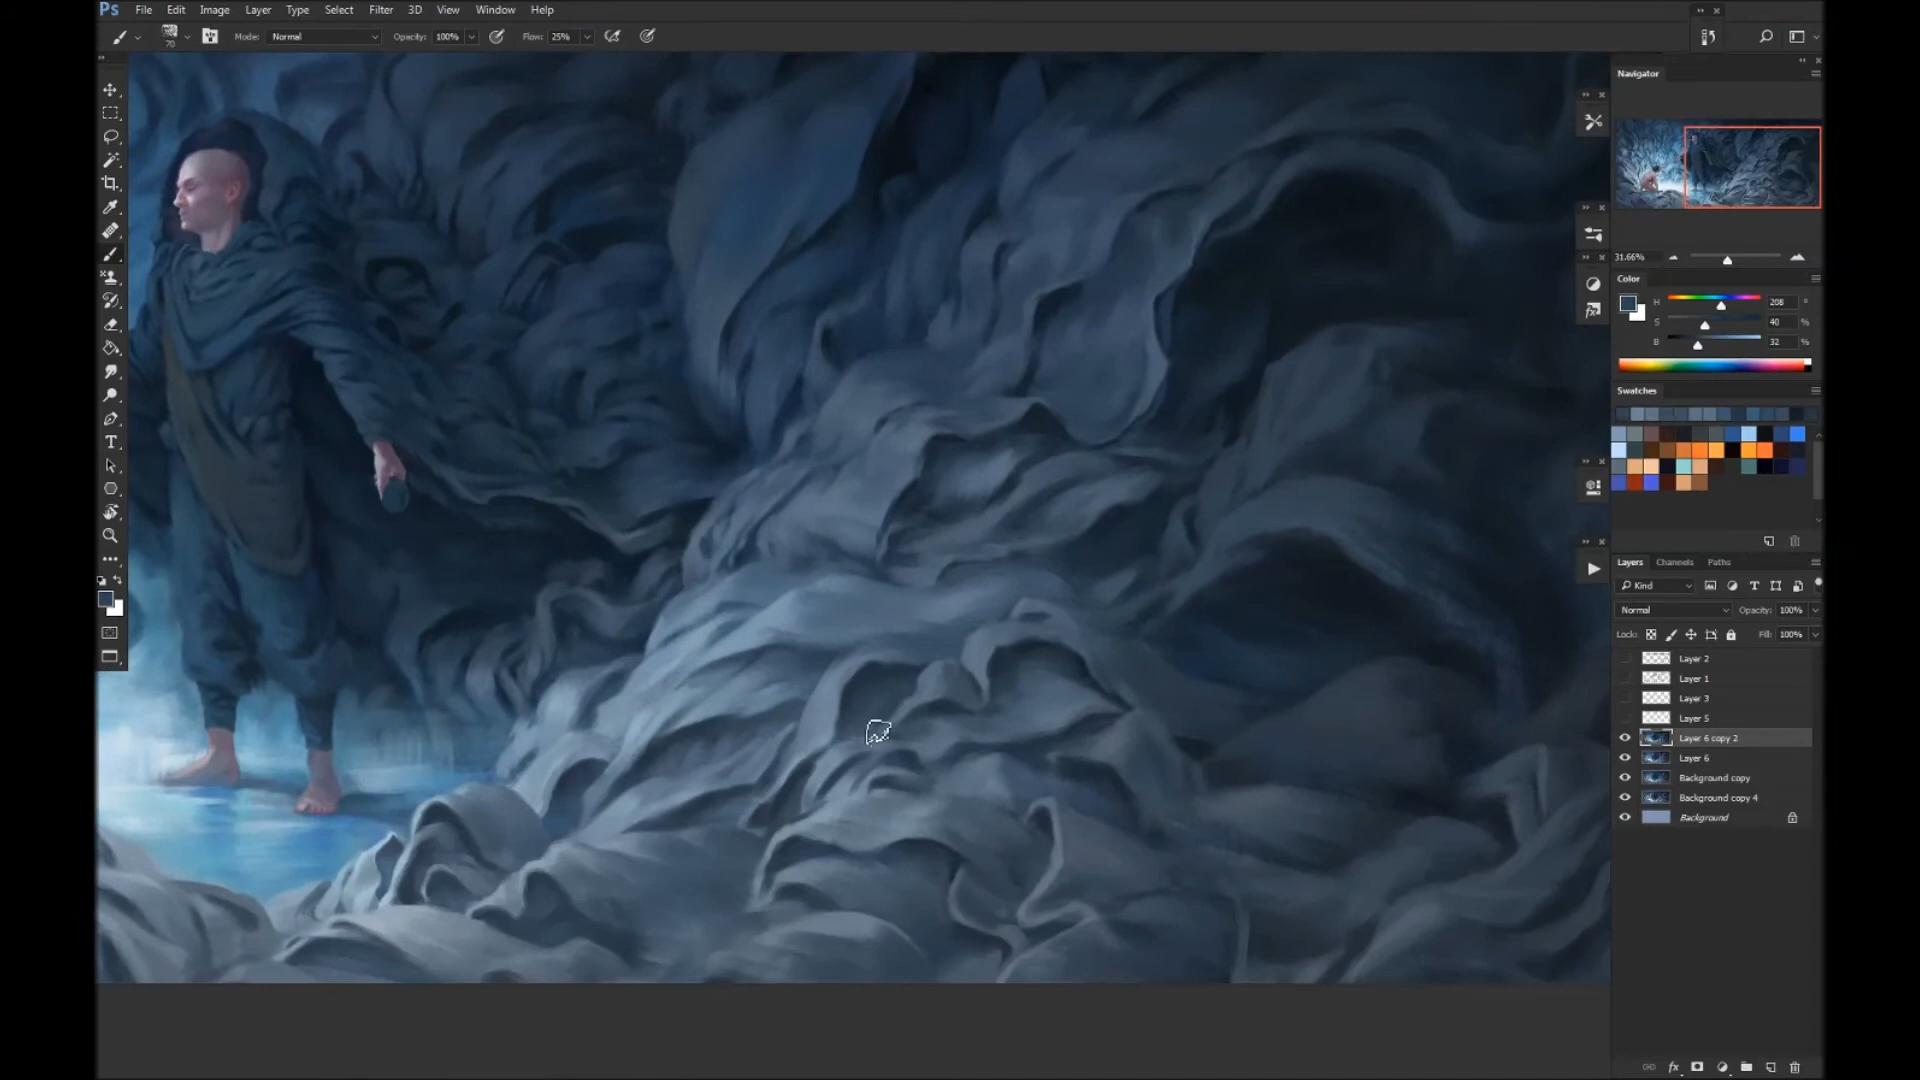 Ps File Edit Image Layer Type Select Filter 3D View Window Help
70 Mode: Normal Opacity: 100% Flow: 25%
Navigator
31.66%
Color
H 208 °
S 40 %
B 32 %
Swatches
Layers Channels Paths
Kind T
Normal Opacity: 100%
Lock: Fill: 100%
Layer 2
Layer 1
Layer 3
Layer 5
Layer 6 copy 2
Layer 6
Background copy
Background copy 4
Background
fx